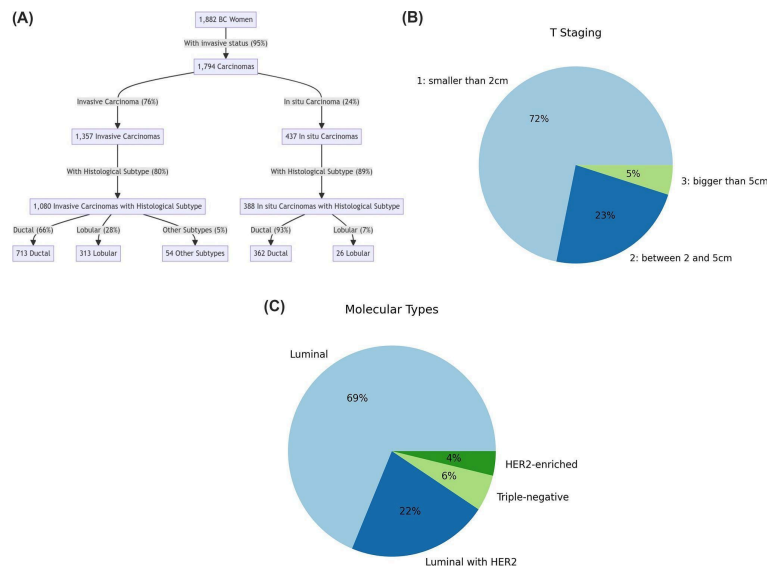 (A)
1,882 BC Women
With invasive status (95%)
1,794 Carcinomas
Invasive Carcinoma (76%)
In situ Carcinoma (24%)
1,357 Invasive Carcinomas
437 In situ Carcinomas
With Histological Subtype (80%)
With Histological Subtype (89%)
1,080 Invasive Carcinomas with Histological Subtype
388 In situ Carcinomas with Histological Subtype
Ductal (66%)
Lobular (28%)
Other Subtypes (5%)
Ductal (93%)
Lobular (7%)
713 Ductal
313 Lobular
54 Other Subtypes
362 Ductal
26 Lobular
(B)
T Staging
1: smaller than 2cm
72%
5%
3: bigger than 5cm
23%
2: between 2 and 5cm
(C)
Molecular Types
Luminal
69%
4%
HER2-enriched
6%
Triple-negative
22%
Luminal with HER2